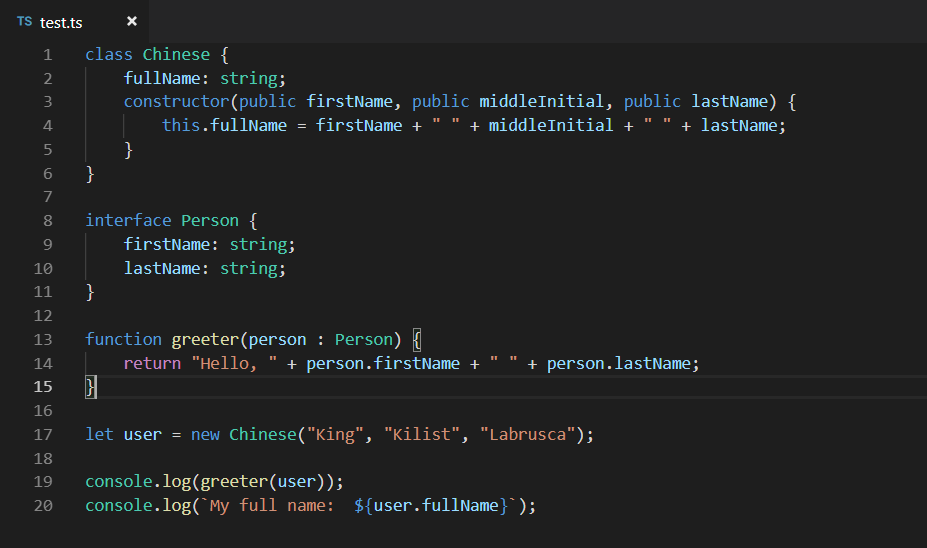 TS test.ts ×
1 class Chinese {
2     fullName: string;
3     constructor(public firstName, public middleInitial, public lastName) {
4         this.fullName = firstName + " " + middleInitial + " " + lastName;
5     }
6 }
7
8 interface Person {
9     firstName: string;
10     lastName: string;
11 }
12
13 function greeter(person : Person) {
14     return "Hello, " + person.firstName + " " + person.lastName;
15 }
16
17 let user = new Chinese("King", "Kilist", "Labrusca");
18
19 console.log(greeter(user));
20 console.log(`My full name:  ${user.fullName}`);